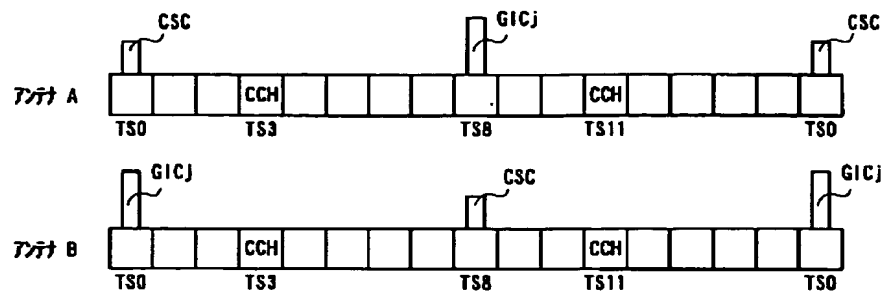 CSC GICj CSC
アンテナ A CCH CCH
TS0 TS3 TS8 TS11 TS0
GICj CSC GICj
アンテナ B CCH CCH
TS0 TS3 TS8 TS11 TS0